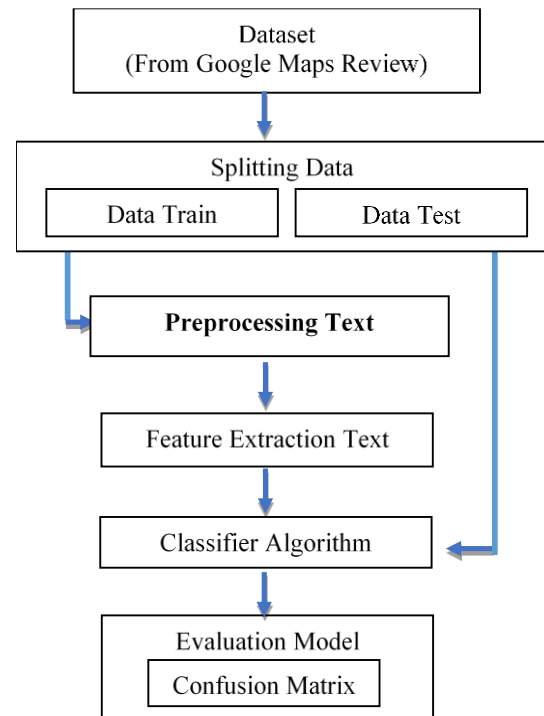 Dataset
(From Google Maps Review)
Splitting Data
Data Train
Data Test
Preprocessing Text
Feature Extraction Text
Classifier Algorithm
Evaluation Model
Confusion Matrix